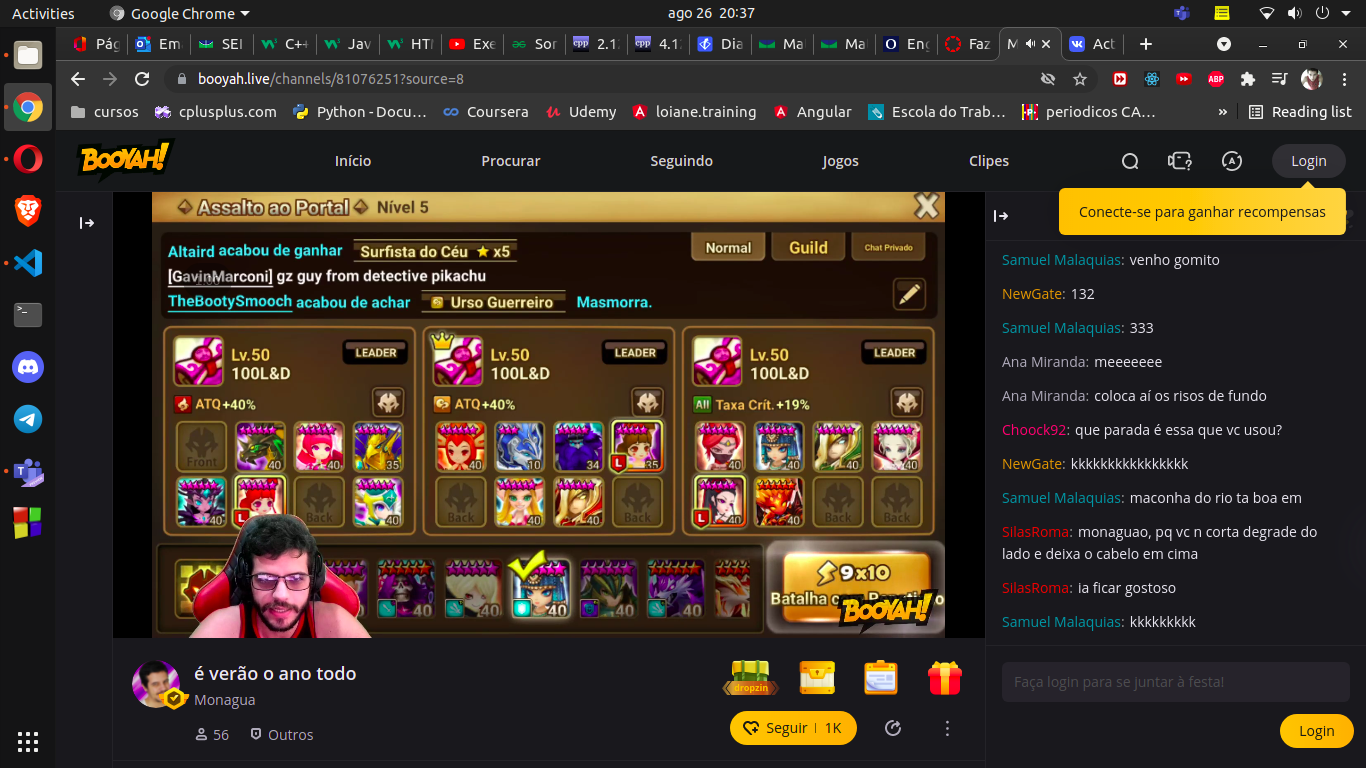 Activities
Google Chrome
ago 26 20:37
Pág
Em
SEI
C++
Jav
HTM
Exe
Sor
2.1
4.1
Dia
Ma
Ma
Eng
Faz
M
Act
booyah.live/channels/81076251?source=8
cursos
cplusplus.com
Python - Docu…
Coursera
Udemy
loiane.training
Angular
Escola do Trab…
periodicos CA…
»
Reading list
BOOYAH!
Início
Procurar
Seguindo
Jogos
Clipes
Login
Conecte-se para ganhar recompensas
Assalto ao Portal Nível 5
Altaird acabou de ganhar Surfista do Céu x5
Normal
Guild
Chat Privado
[GavinMarconi] gz guy from detective pikachu
TheBootySmooch acabou de achar Urso Guerreiro Masmorra.
Lv.50
100L&D
LEADER
ATQ+40%
Front
40
40
35
40
L
Back
40
Lv.50
100L&D
LEADER
ATQ+40%
40
10
34
L 35
Back
40
40
Back
Lv.50
100L&D
LEADER
All Taxa Crít.+19%
40
40
40
40
L
40
Back
Back
40
40
40
40
40
9x10
Batalha
BOOYAH!
é verão o ano todo
Monagua
56
Outros
dropzin
Seguir
1K
Samuel Malaquias: venho gomito
NewGate: 132
Samuel Malaquias: 333
Ana Miranda: meeeeeee
Ana Miranda: coloca aí os risos de fundo
Choock92: que parada é essa que vc usou?
NewGate: kkkkkkkkkkkkkkkk
Samuel Malaquias: maconha do rio ta boa em
SilasRoma: monaguao, pq vc n corta degrade do
lado e deixa o cabelo em cima
SilasRoma: ia ficar gostoso
Samuel Malaquias: kkkkkkkkk
Faça login para se juntar à festa!
Login